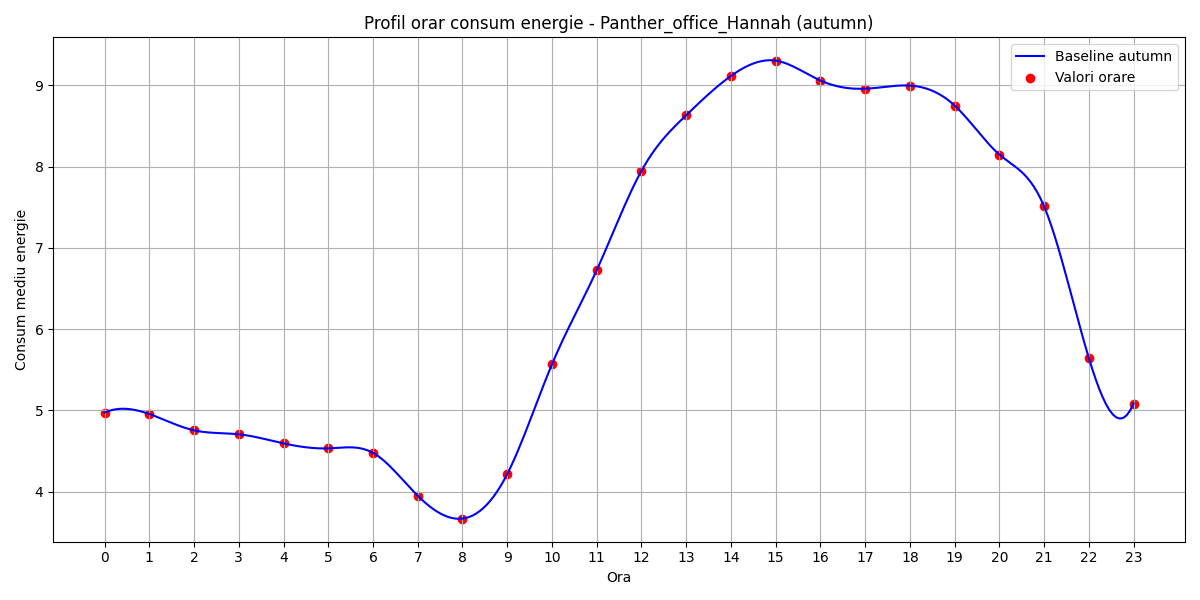 Profil orar consum energie - Panther_office_Hannah (autumn)
Baseline autumn
Valori orare
Consum mediu energie
9
8
7
6
5
4
0 1 2 3 4 5 6 7 8 9 10 11 12 13 14 15 16 17 18 19 20 21 22 23
Ora